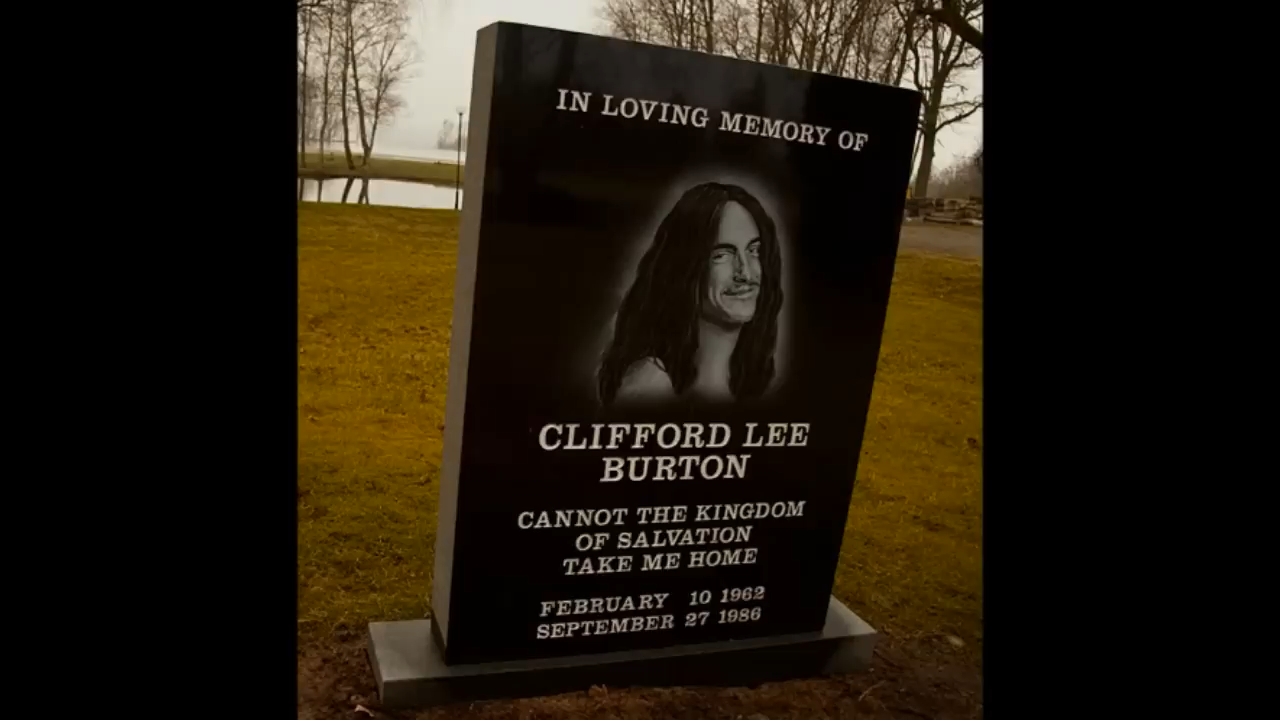 IN LOVING MEMORY OF
CLIFFORD LEE
BURTON
CANNOT THE KINGDOM
OF SALVATION
TAKE ME HOME
FEBRUARY 10 1962
SEPTEMBER 27 1986